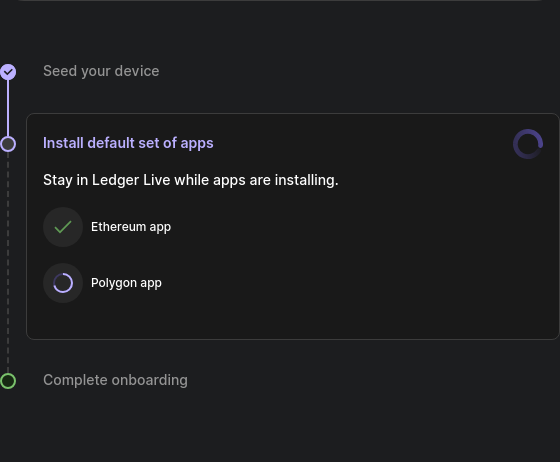 Seed your device
Install default set of apps
Stay in Ledger Live while apps are installing.
Ethereum app
Polygon app
Complete onboarding